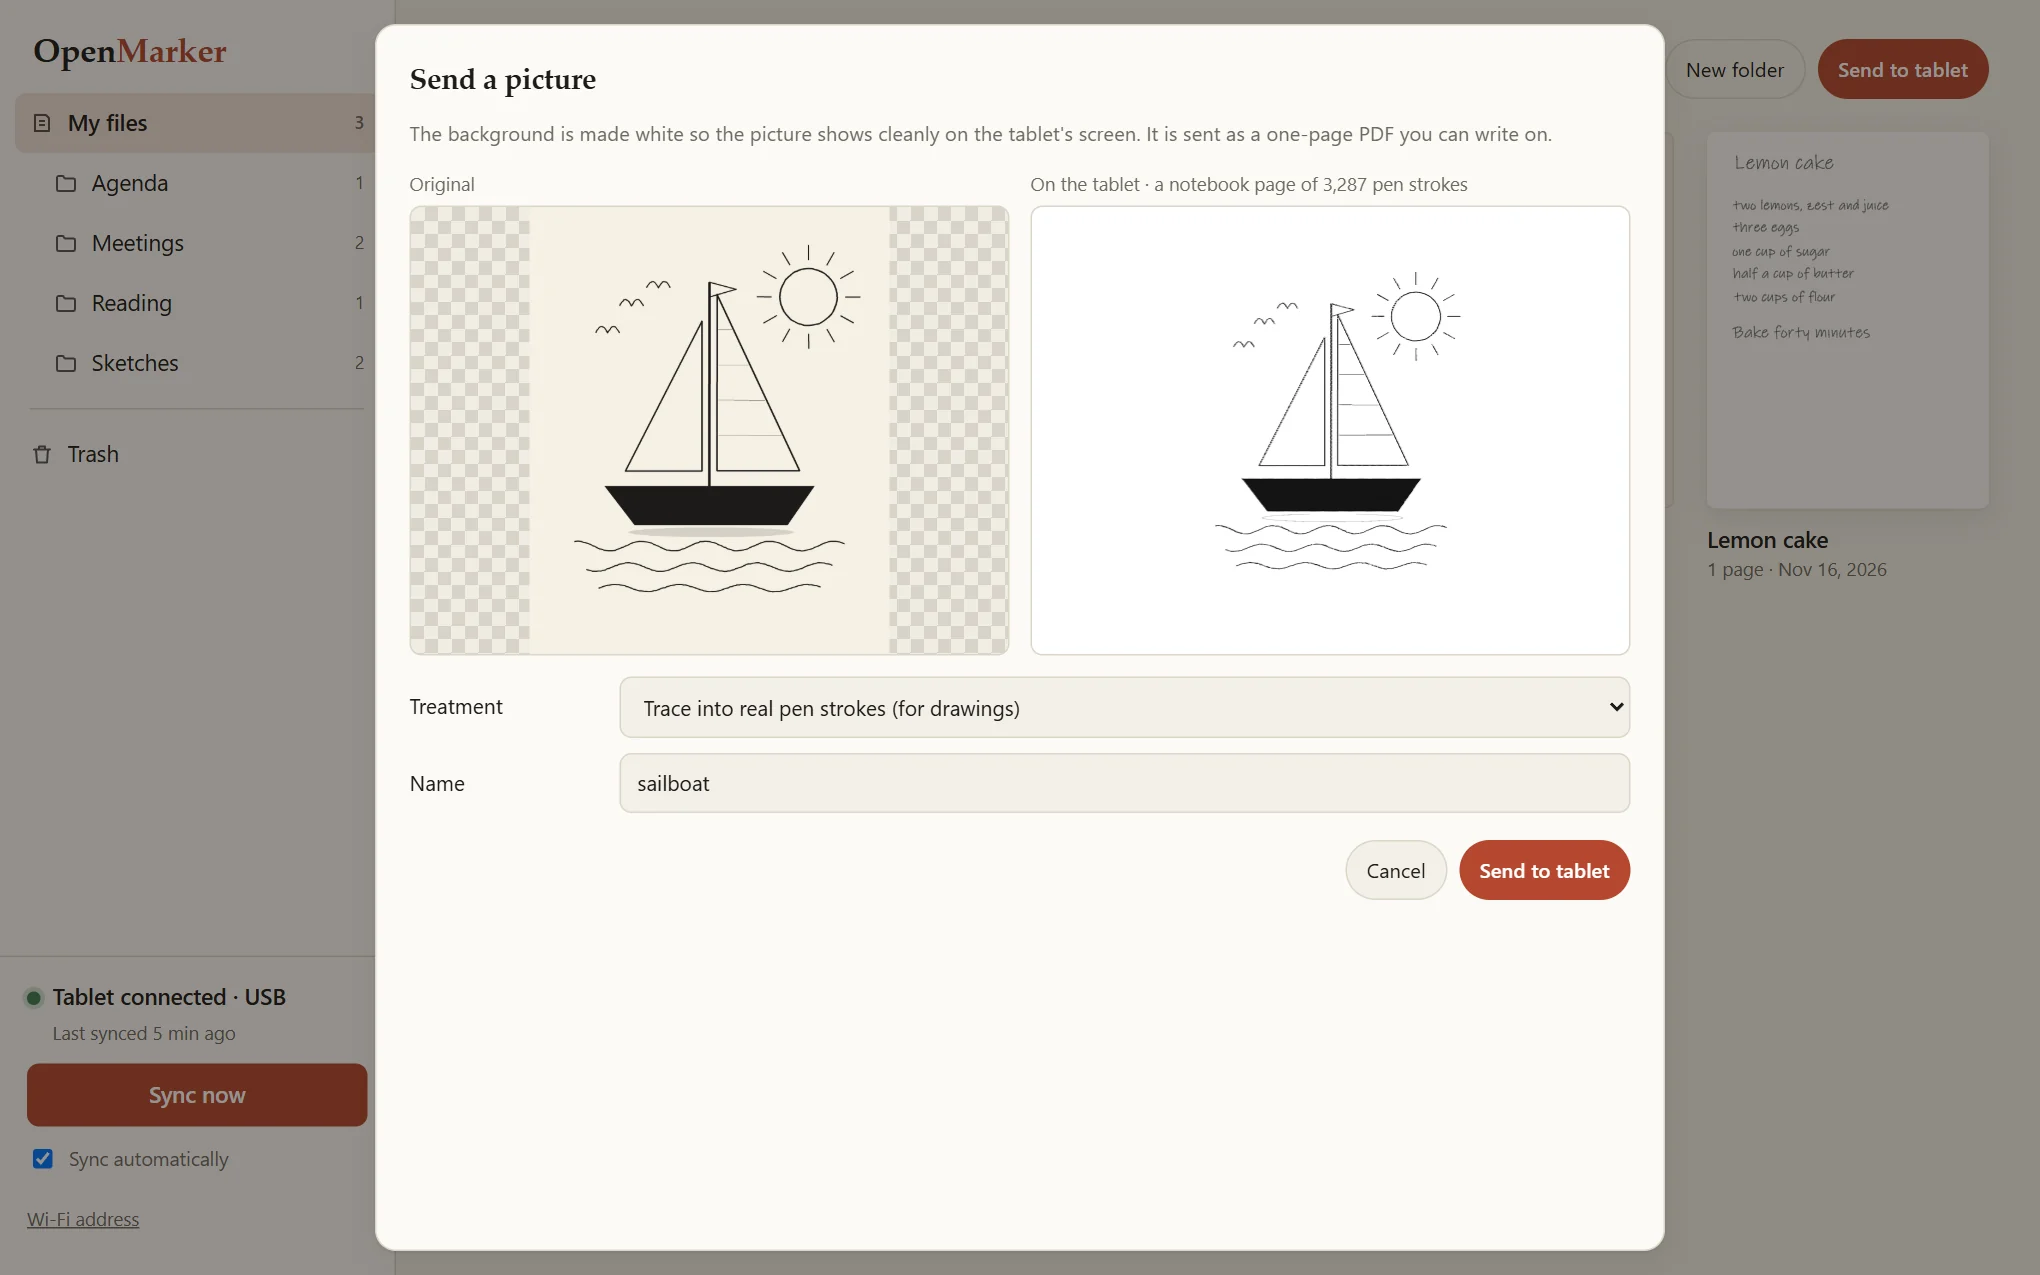 OpenMarker
My files 3
Agenda 1
Meetings 2
Reading 1
Sketches 2
Trash
Tablet connected · USB
Last synced 5 min ago
Sync now
Sync automatically
Wi-Fi address
Send a picture
The background is made white so the picture shows cleanly on the tablet's screen. It is sent as a one-page PDF you can write on.
Original
On the tablet · a notebook page of 3,287 pen strokes
Treatment
Trace into real pen strokes (for drawings)
Name
sailboat
Cancel
Send to tablet
New folder
Send to tablet
Lemon cake
two lemons, zest and juice
three eggs
one cup of sugar
half a cup of butter
two cups of flour
Bake forty minutes
Lemon cake
1 page · Nov 16, 2026